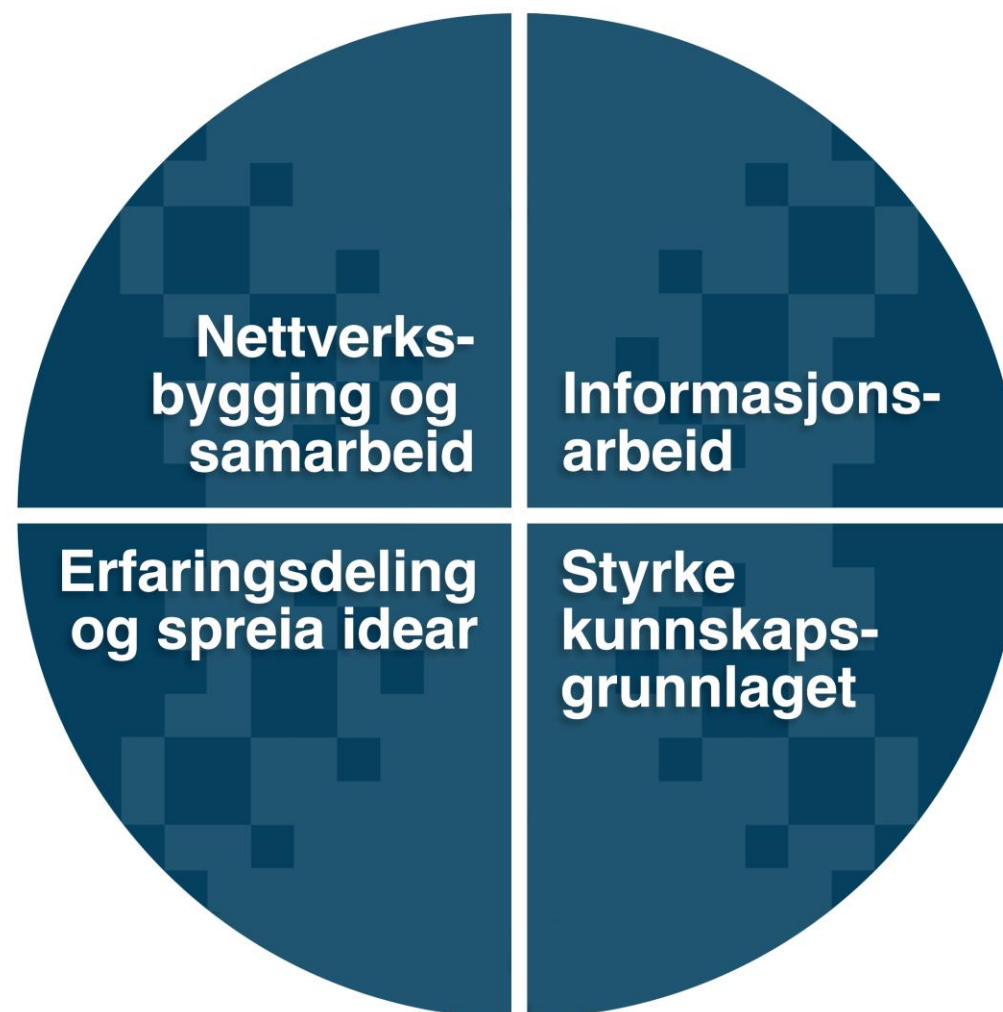 Nettverks-
bygging og
samarbeid
Informasjons-
arbeid
Erfaringsdeling
og spreia idear
Styrke
kunnskaps-
grunnlaget